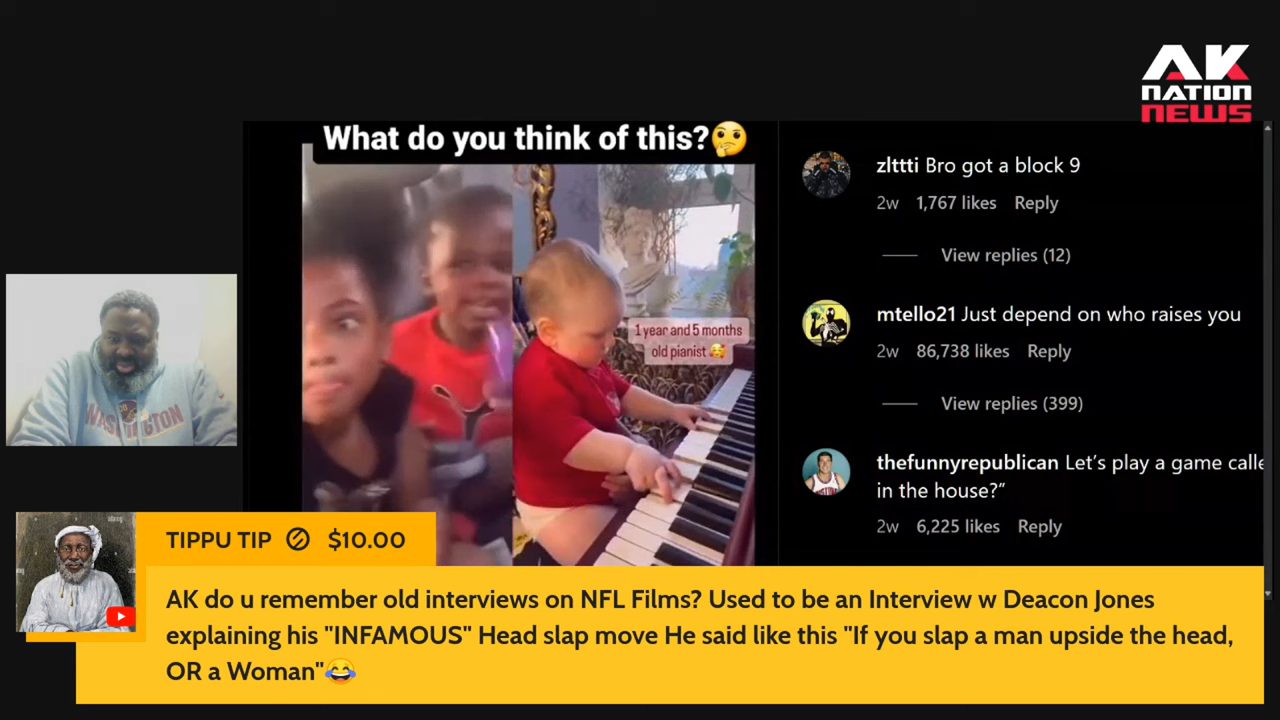 AK
NATION
NEWS
What do you think of this?🤔
1 year and 5 months
old pianist 🥰
WASHINGTON
zlttti Bro got a block 9
2w 1,767 likes Reply
View replies (12)
mtello21 Just depend on who raises you
2w 86,738 likes Reply
View replies (399)
thefunnyrepublican Let's play a game calle
in the house?"
2w 6,225 likes Reply
TIPPU TIP $10.00
AK do u remember old interviews on NFL Films? Used to be an Interview w Deacon Jones
explaining his "INFAMOUS" Head slap move He said like this "If you slap a man upside the head,
OR a Woman"😂